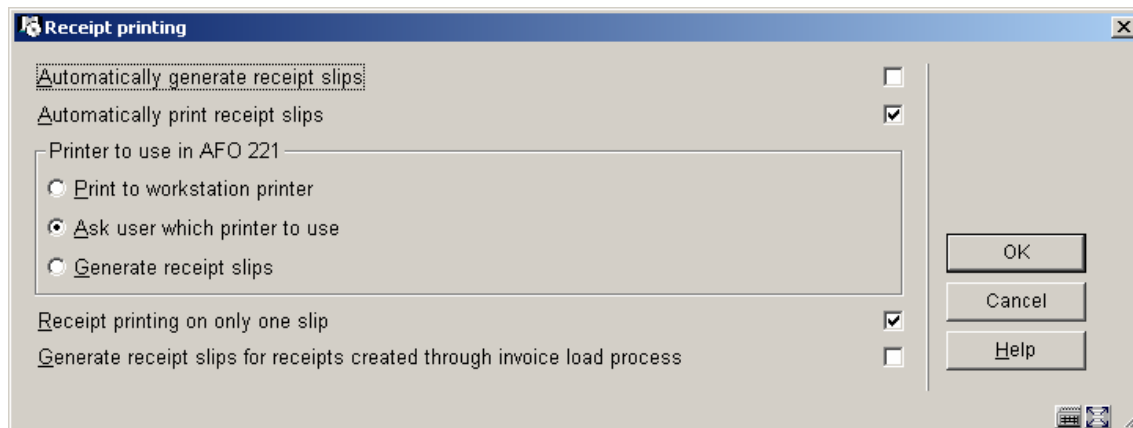 Receipt printing
Automatically generate receipt slips
Automatically print receipt slips
Printer to use in AFO 221
Print to workstation printer
Ask user which printer to use
Generate receipt slips
Receipt printing on only one slip
Generate receipt slips for receipts created through invoice load process
OK
Cancel
Help